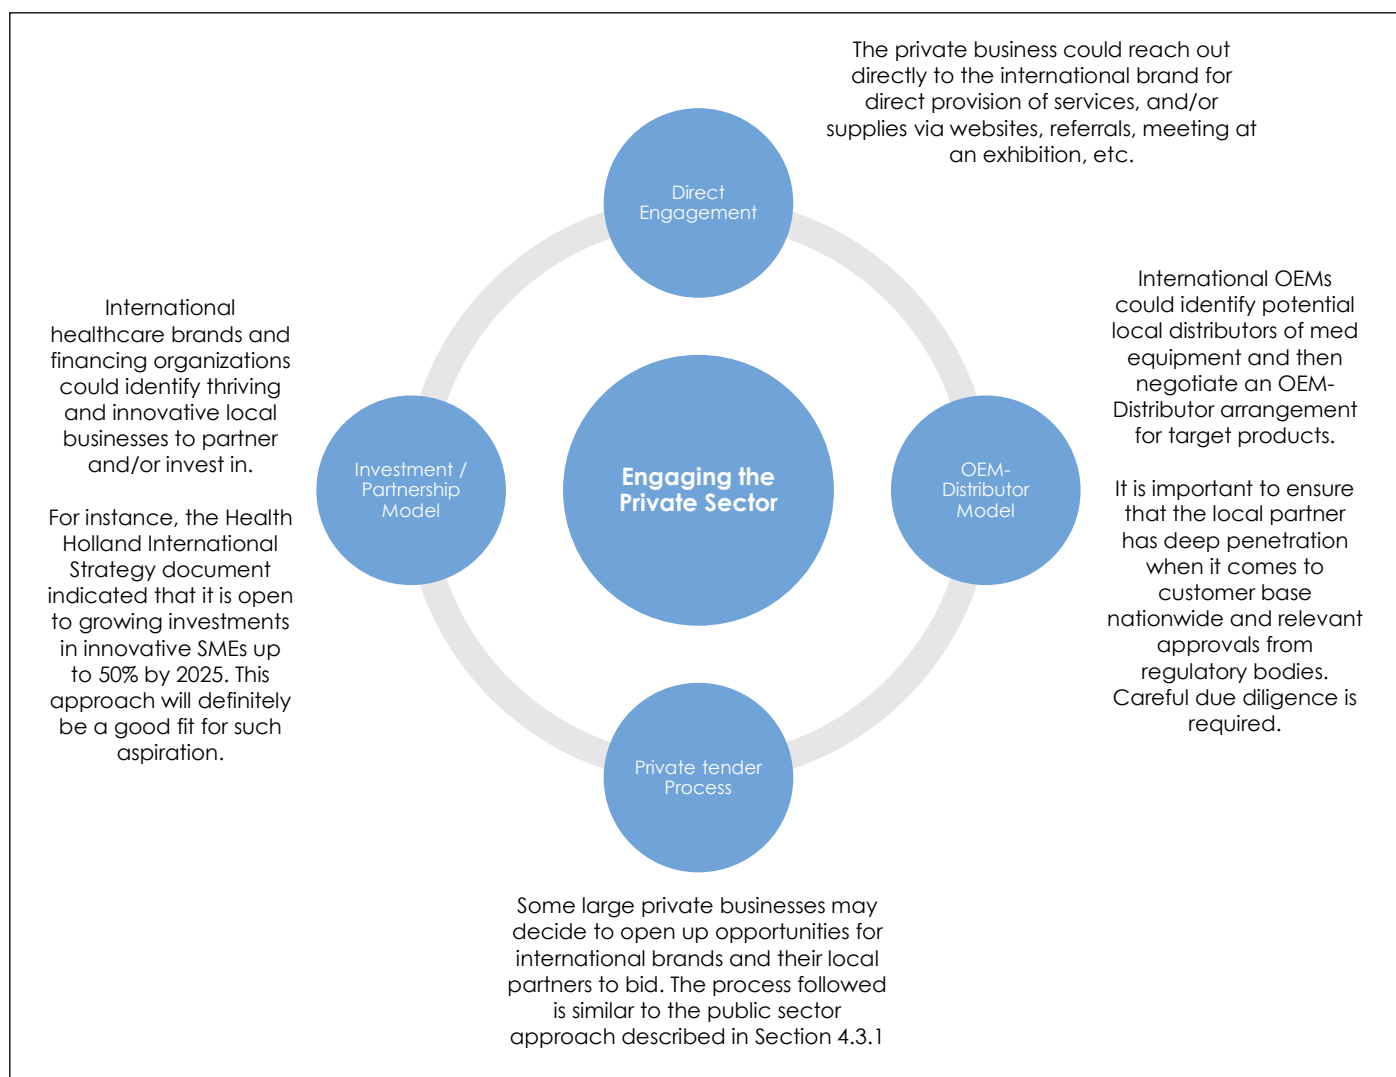 The private business could reach out
directly to the international brand for
direct provision of services, and/or
supplies via websites, referrals, meeting at
an exhibition, etc.
Direct
Engagement
International OEMs
could identify potential
local distributors of med
equipment and then
negotiate an OEM-
Distributor arrangement
for target products.
It is important to ensure
that the local partner
has deep penetration
when it comes to
customer base
nationwide and relevant
approvals from
regulatory bodies.
Careful due diligence is
required.
International
healthcare brands and
financing organizations
could identify thriving
and innovative local
businesses to partner
and/or invest in.
For instance, the Health
Holland International
Strategy document
indicated that it is open
to growing investments
in innovative SMEs up
to 50% by 2025. This
approach will definitely
be a good fit for such
aspiration.
Investment /
Partnership
Model
Engaging the
Private Sector
OEM-
Distributor
Model
Private tender
Process
Some large private businesses may
decide to open up opportunities for
international brands and their local
partners to bid. The process followed
is similar to the public sector
approach described in Section 4.3.1